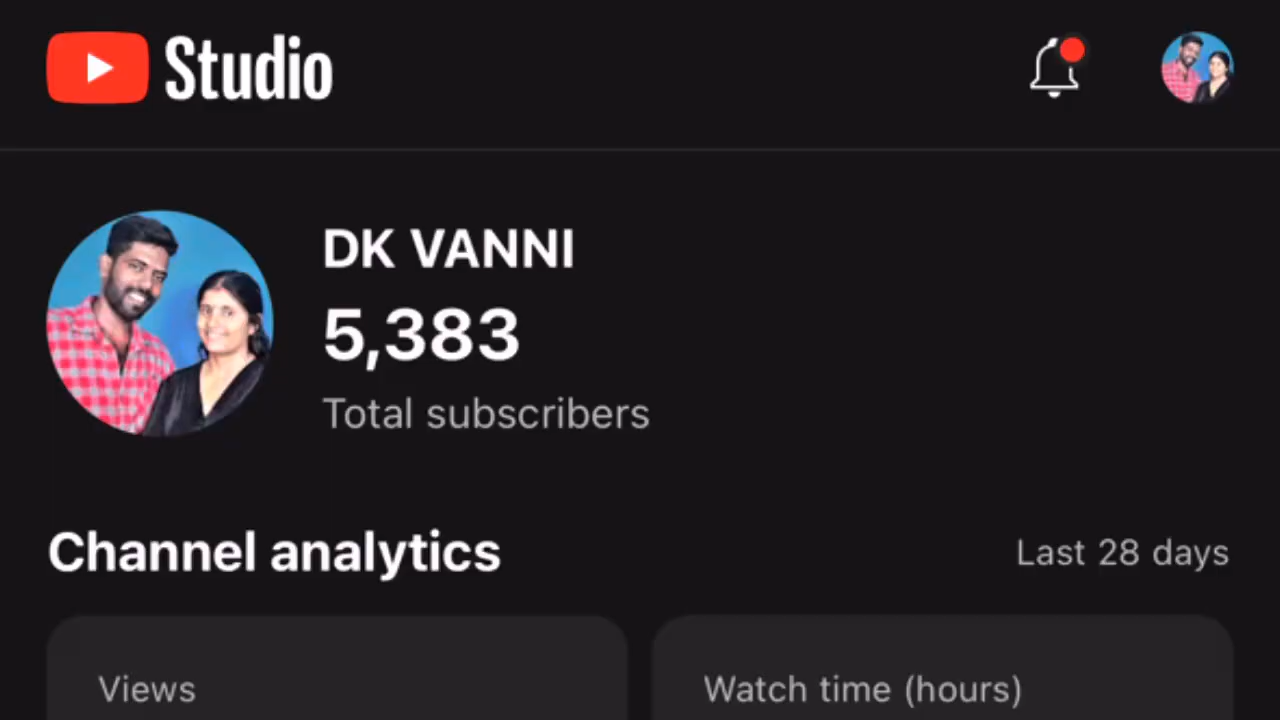 Studio
DK VANNI
5,383
Total subscribers
Channel analytics
Last 28 days
Views
Watch time (hours)